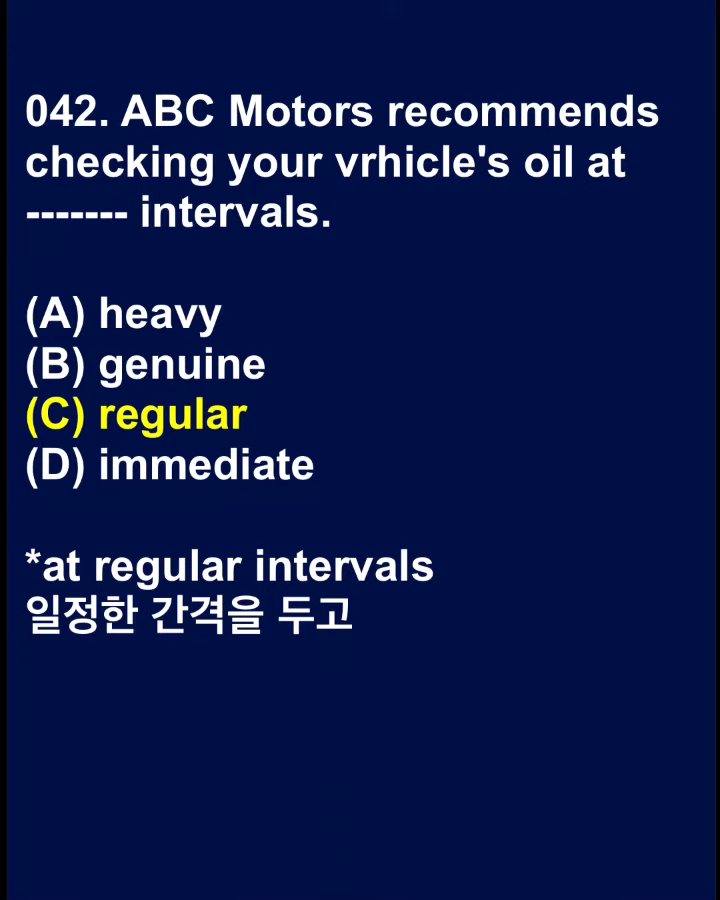 042. ABC Motors recommends
checking your vrhicle's oil at
------- intervals.
(A) heavy
(B) genuine
(C) regular
(D) immediate
*at regular intervals
일정한 간격을 두고